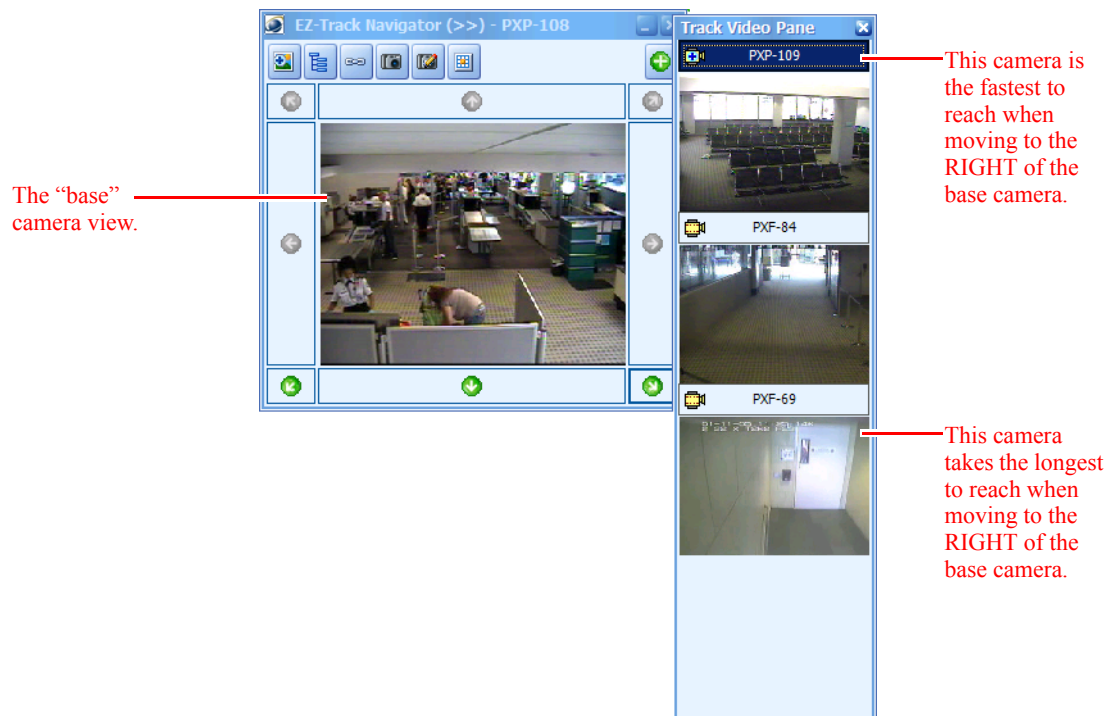 EZ-Track Navigator (>>) - PXP-108
Track Video Pane
PXP-109
This camera is
the fastest to
reach when
moving to the
RIGHT of the
base camera.
The “base”
camera view.
PXF-84
PXF-69
This camera
takes the longest
to reach when
moving to the
RIGHT of the
base camera.